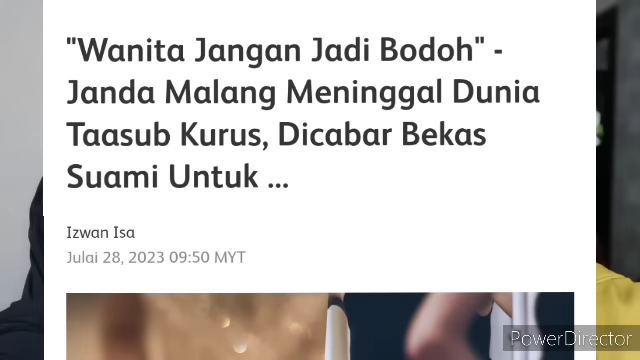 "Wanita Jangan Jadi Bodoh" -
Janda Malang Meninggal Dunia
Taasub Kurus, Dicabar Bekas
Suami Untuk ...
Izwan Isa
Julai 28, 2023 09:50 MYT
PowerDirector